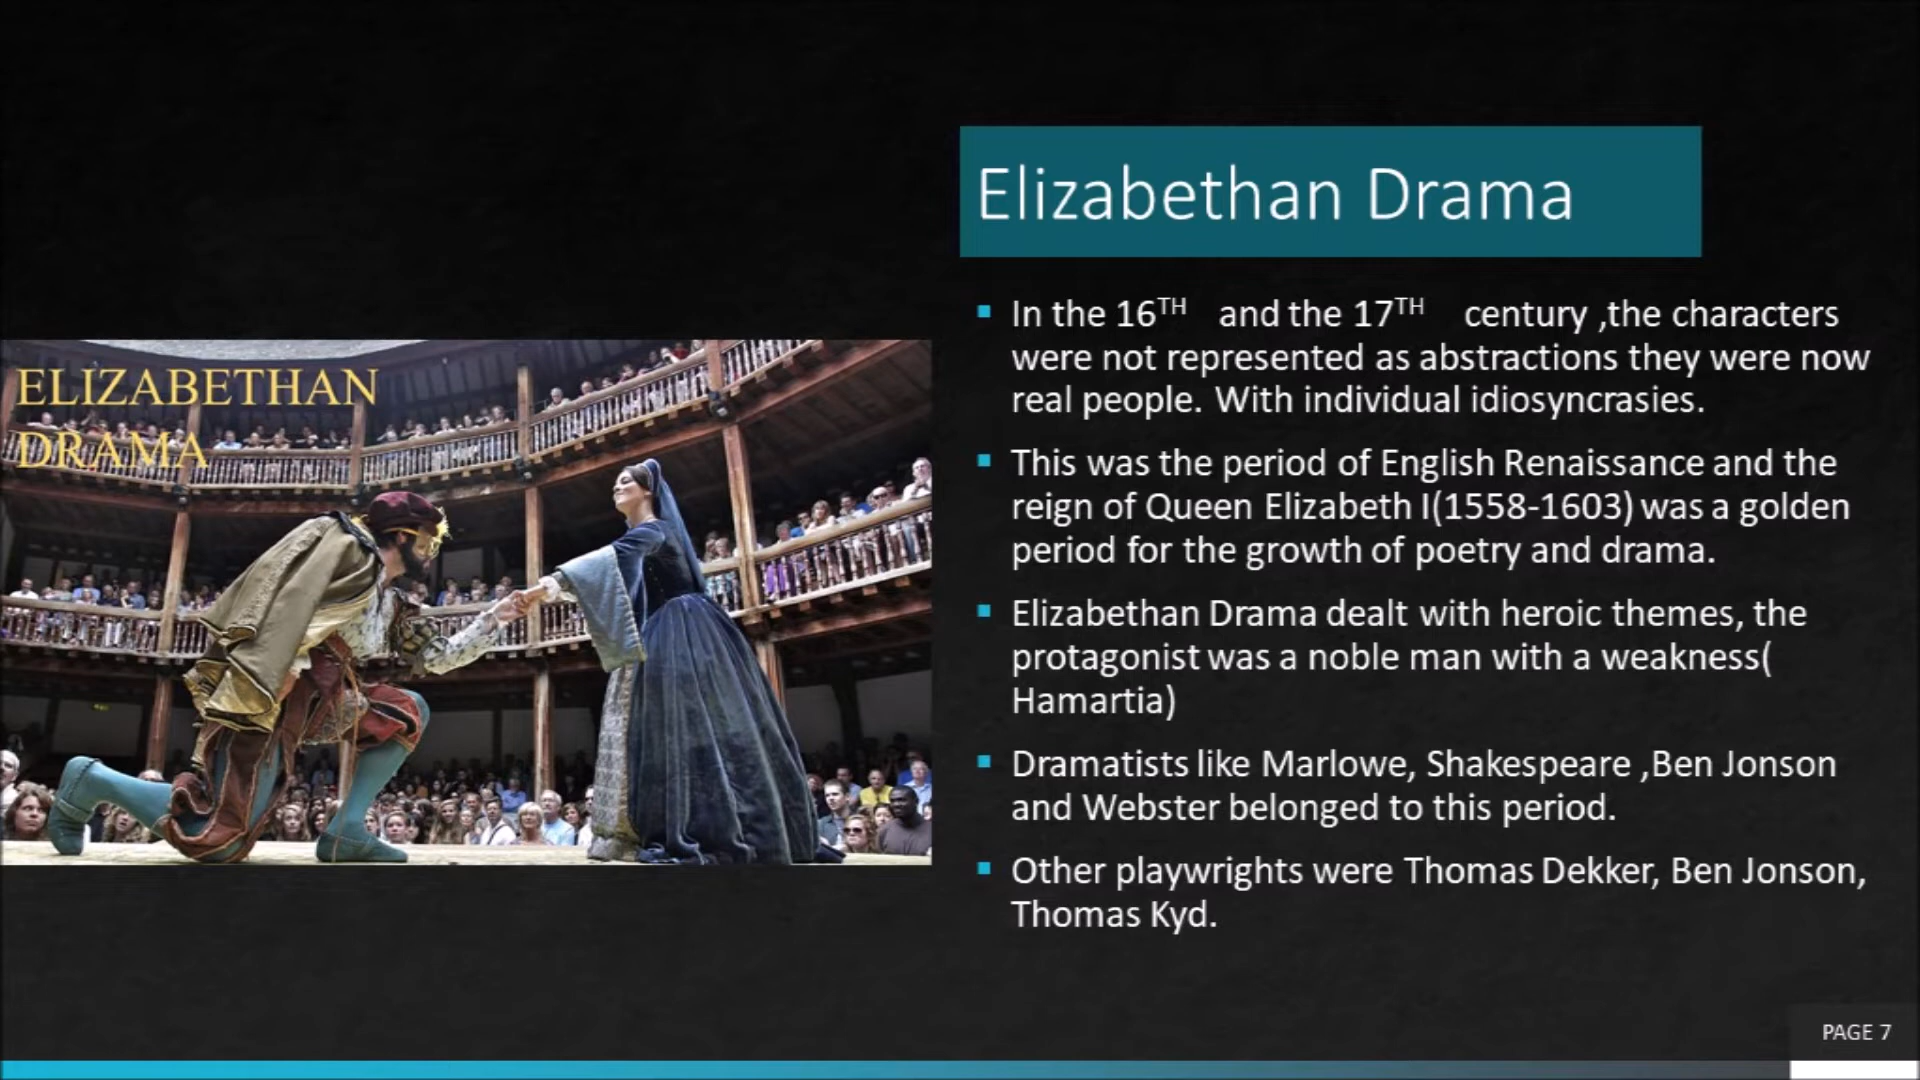 Elizabethan Drama
ELIZABETHAN
DRAMA
▪ In the 16TH and the 17TH century ,the characters
were not represented as abstractions they were now
real people. With individual idiosyncrasies.
▪ This was the period of English Renaissance and the
reign of Queen Elizabeth I(1558-1603) was a golden
period for the growth of poetry and drama.
▪ Elizabethan Drama dealt with heroic themes, the
protagonist was a noble man with a weakness(
Hamartia)
▪ Dramatists like Marlowe, Shakespeare ,Ben Jonson
and Webster belonged to this period.
▪ Other playwrights were Thomas Dekker, Ben Jonson,
Thomas Kyd.
PAGE 7